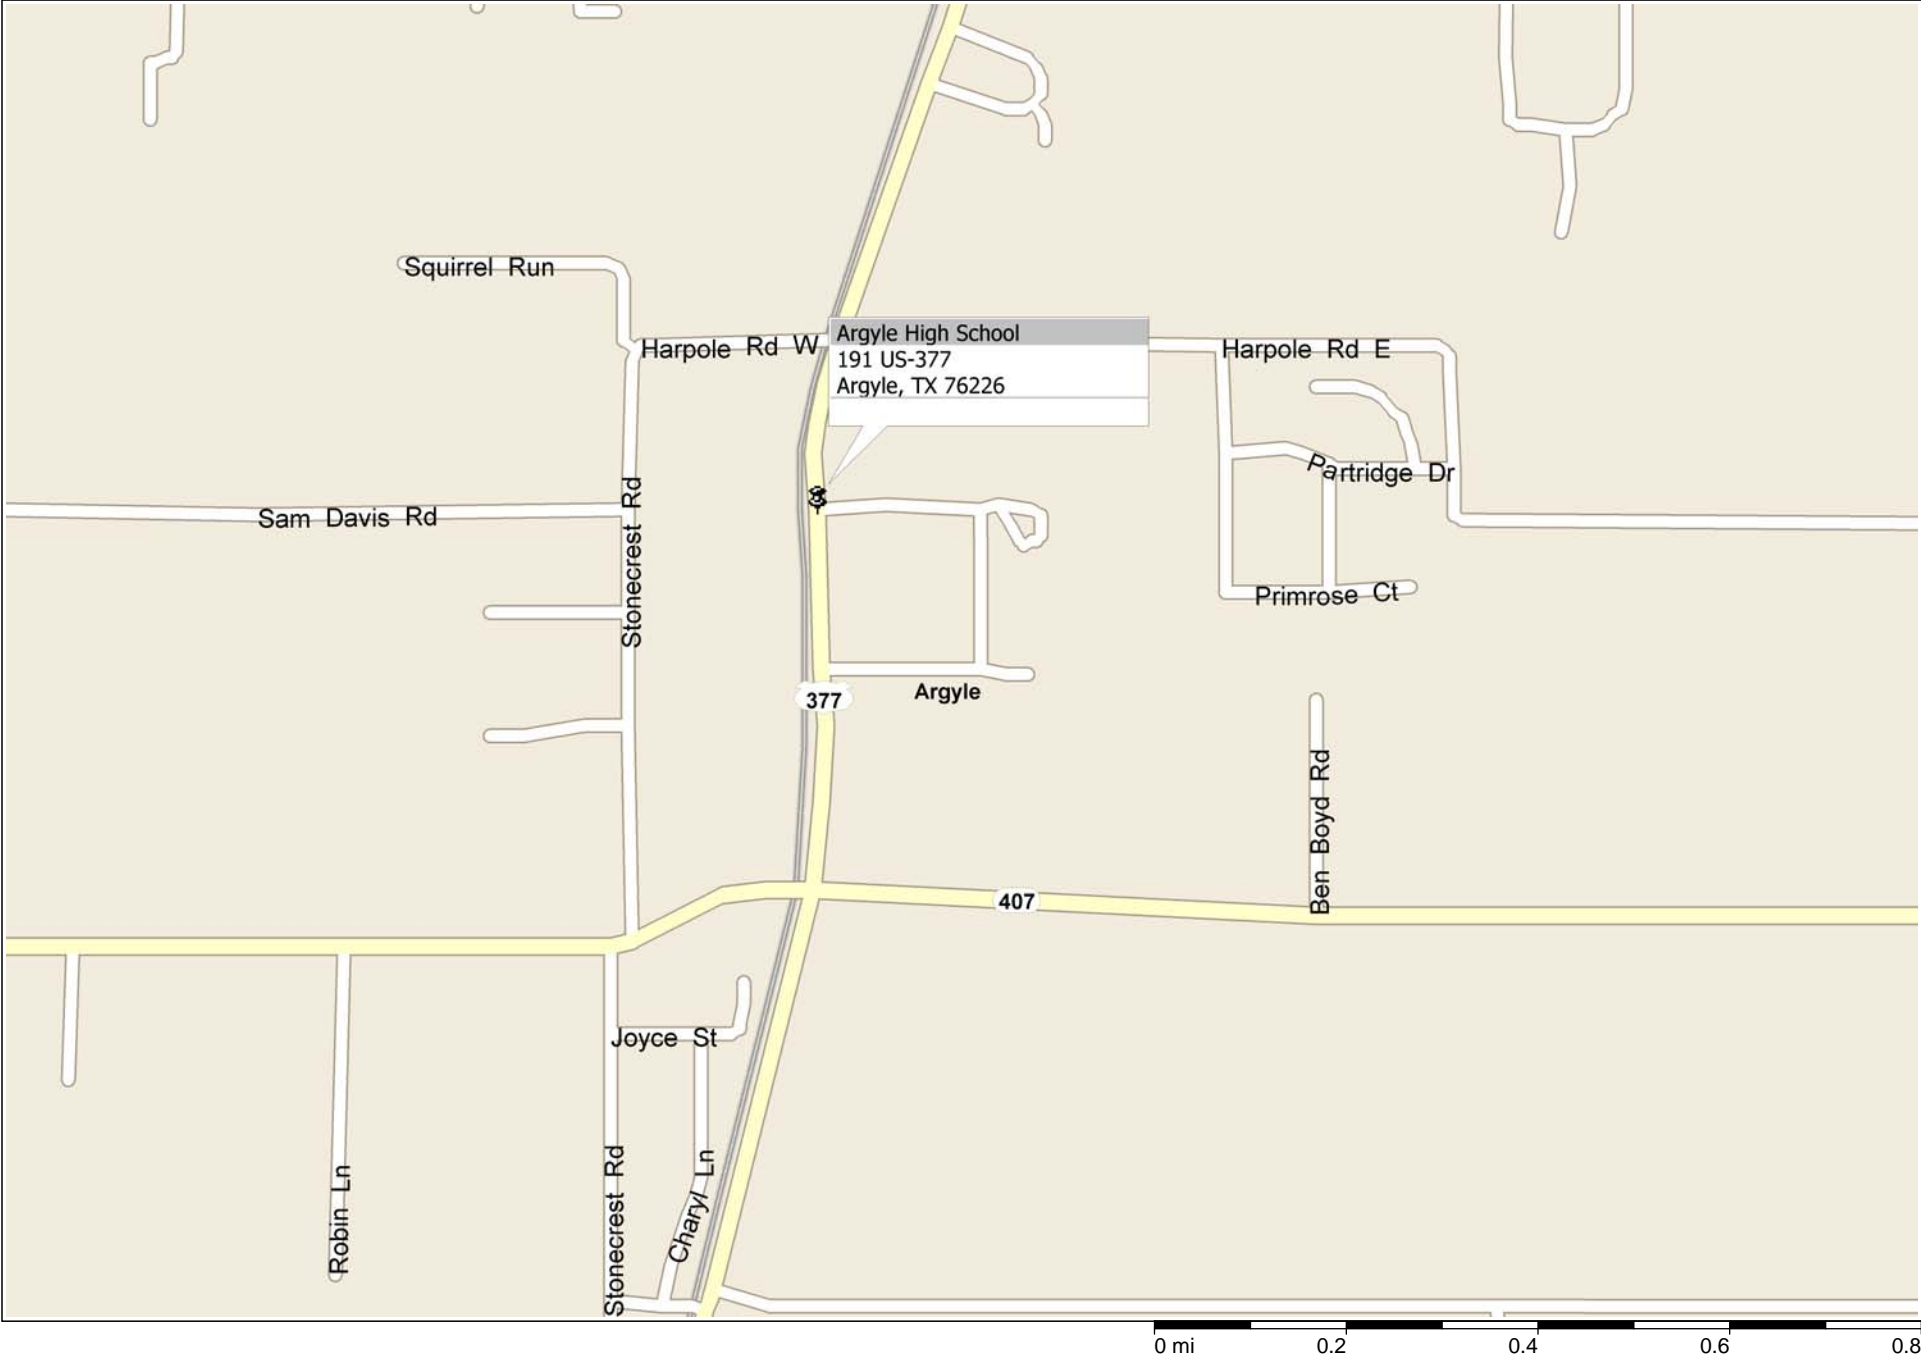 Squirrel Run
Argyle High School
191 US-377
Argyle, TX 76226
Harpole Rd W
Harpole Rd E
Partridge Dr
Sam Davis Rd
Stonecrest Rd
Primrose Ct
Argyle
377
Ben Boyd Rd
407
Joyce St
Robin Ln
Stonecrest Rd
Charyl Ln
0 mi 0.2 0.4 0.6 0.8